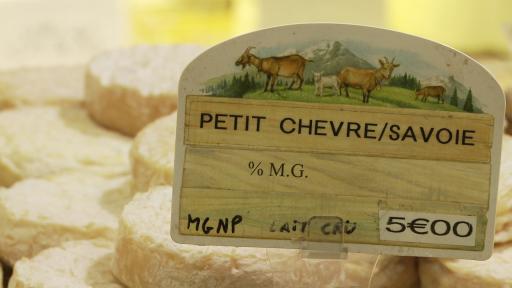 PETIT CHEVRE/SAVOIE
% M.G.
MGNP LAIT CRU 5€00